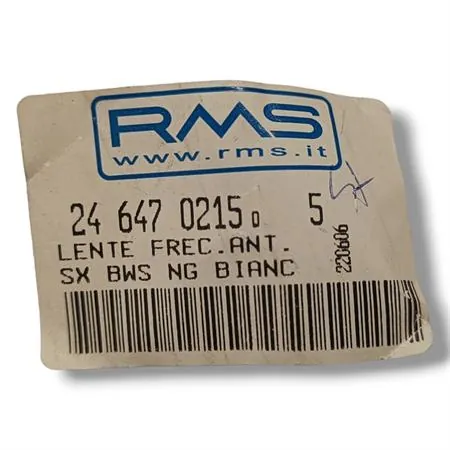 RMS
www.rms.it
24 647 0215 0 5
LENTE FREC.ANT.
SX BWS NG BIANC
220606